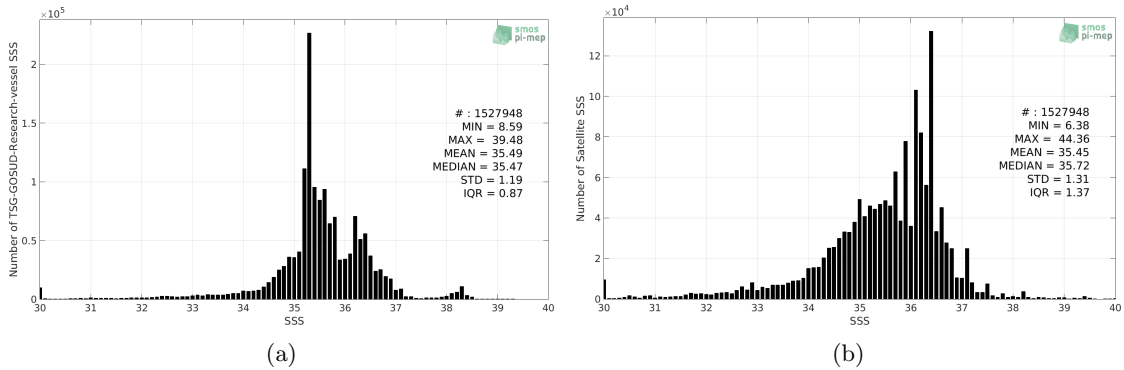 ×10⁵
smos
pi-mep
Number of TSG-GOSUD-Research-vessel SSS
2
1.5
1
0.5
0
# : 1527948
MIN = 8.59
MAX = 39.48
MEAN = 35.49
MEDIAN = 35.47
STD = 1.19
IQR = 0.87
30 31 32 33 34 35 36 37 38 39 40
SSS
(a)
×10⁴
smos
pi-mep
Number of Satellite SSS
12
10
8
6
4
2
0
# : 1527948
MIN = 6.38
MAX = 44.36
MEAN = 35.45
MEDIAN = 35.72
STD = 1.31
IQR = 1.37
30 31 32 33 34 35 36 37 38 39 40
SSS
(b)